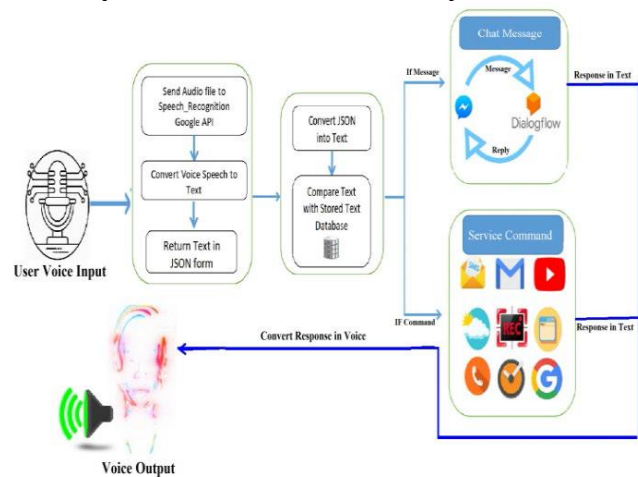 Send Audio file to
Speech_Recognition
Google API
Convert Voice Speech to
Text
Return Text in
JSON form
User Voice Input
Convert JSON
into Text
Compare Text
with Stored Text
Database
If Message
IF Command
Chat Message
Message
Dialogflow
Reply
Response in Text
Service Command
REC
Response in Text
Convert Response in Voice
Voice Output